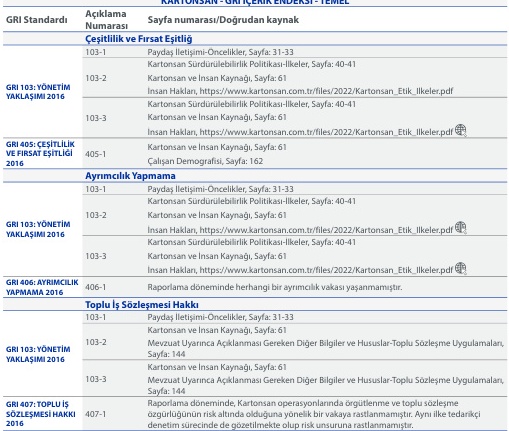 KARTONSAN - GRI İÇERİK ENDEKSİ - TEMEL
GRI Standardı Açıklama Numarası Sayfa numarası/Doğrudan kaynak
Çeşitlilik ve Fırsat Eşitliğ
GRI 103: YÖNETİM YAKLAŞIMI 2016
103-1 Paydaş İletişimi-Öncelikler, Sayfa: 31-33
103-2 Kartonsan Sürdürülebilirlik Politikası-İlkeler, Sayfa: 40-41
Kartonsan ve İnsan Kaynağı, Sayfa: 61
İnsan Hakları, https://www.kartonsan.com.tr/files/2022/Kartonsan_Etik_Ilkeler.pdf
103-3 Kartonsan Sürdürülebilirlik Politikası-İlkeler, Sayfa: 40-41
Kartonsan ve İnsan Kaynağı, Sayfa: 61
İnsan Hakları, https://www.kartonsan.com.tr/files/2022/Kartonsan_Etik_Ilkeler.pdf
GRI 405: ÇEŞİTLİLİK VE FIRSAT EŞİTLİĞİ 2016
405-1 Kartonsan ve İnsan Kaynağı, Sayfa: 61
Çalışan Demografisi, Sayfa: 162
Ayrımcılık Yapmama
GRI 103: YÖNETİM YAKLAŞIMI 2016
103-1 Paydaş İletişimi-Öncelikler, Sayfa: 31-33
103-2 Kartonsan Sürdürülebilirlik Politikası-İlkeler, Sayfa: 40-41
Kartonsan ve İnsan Kaynağı, Sayfa: 61
İnsan Hakları, https://www.kartonsan.com.tr/files/2022/Kartonsan_Etik_Ilkeler.pdf
103-3 Kartonsan Sürdürülebilirlik Politikası-İlkeler, Sayfa: 40-41
Kartonsan ve İnsan Kaynağı, Sayfa: 61
İnsan Hakları, https://www.kartonsan.com.tr/files/2022/Kartonsan_Etik_Ilkeler.pdf
GRI 406: AYRIMCILIK YAPMAMA 2016
406-1 Raporlama döneminde herhangi bir ayrımcılık vakası yaşanmamıştır.
Toplu İş Sözleşmesi Hakkı
GRI 103: YÖNETİM YAKLAŞIMI 2016
103-1 Paydaş İletişimi-Öncelikler, Sayfa: 31-33
103-2 Kartonsan ve İnsan Kaynağı, Sayfa: 61
Mevzuat Uyarınca Açıklanması Gereken Diğer Bilgiler ve Hususlar-Toplu Sözleşme Uygulamaları,
Sayfa: 144
103-3 Kartonsan ve İnsan Kaynağı, Sayfa: 61
Mevzuat Uyarınca Açıklanması Gereken Diğer Bilgiler ve Hususlar-Toplu Sözleşme Uygulamaları,
Sayfa: 144
GRI 407: TOPLU İŞ SÖZLEŞMESİ HAKKI 2016
407-1 Raporlama döneminde, Kartonsan operasyonlarında örgütlenme ve toplu sözleşme
özgürlüğünün risk altında olduğuna yönelik bir vakaya rastlanmamıştır. Aynı ilke tedarikçi
denetim sürecinde de gözetilmekte olup risk unsuruna rastlanmamıştır.